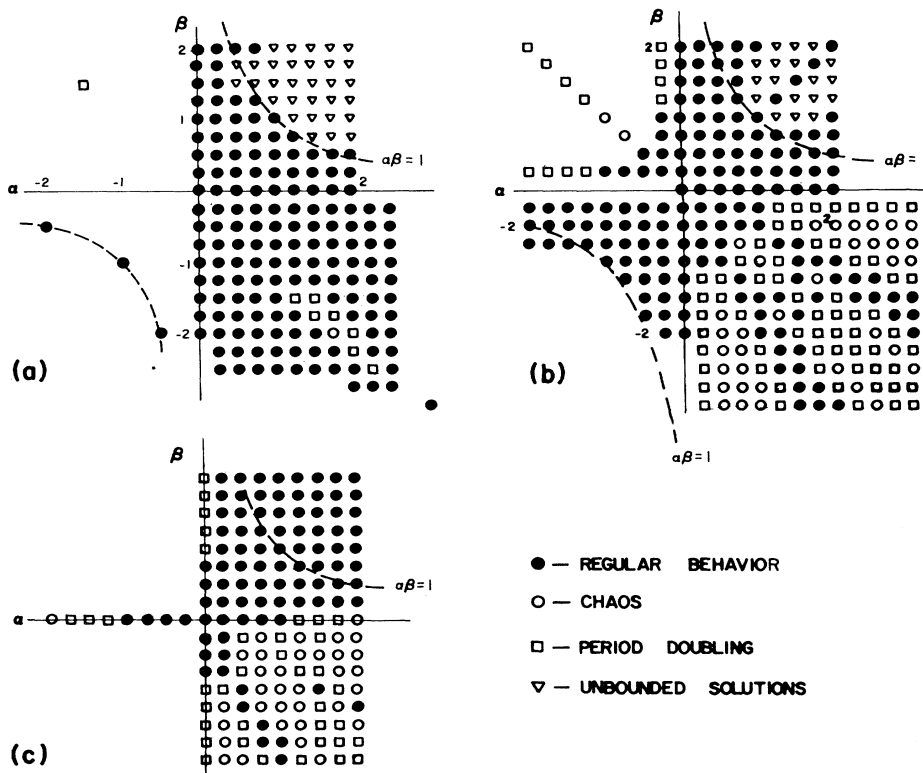 β
2
1
αβ=1
α
-2
-1
2
-1
-2
(a)
β
2
αβ=
α
-2
2
-2
(b)
αβ=1
β
αβ=1
α
(c)
● — REGULAR BEHAVIOR
○ — CHAOS
□ — PERIOD DOUBLING
▽ — UNBOUNDED SOLUTIONS